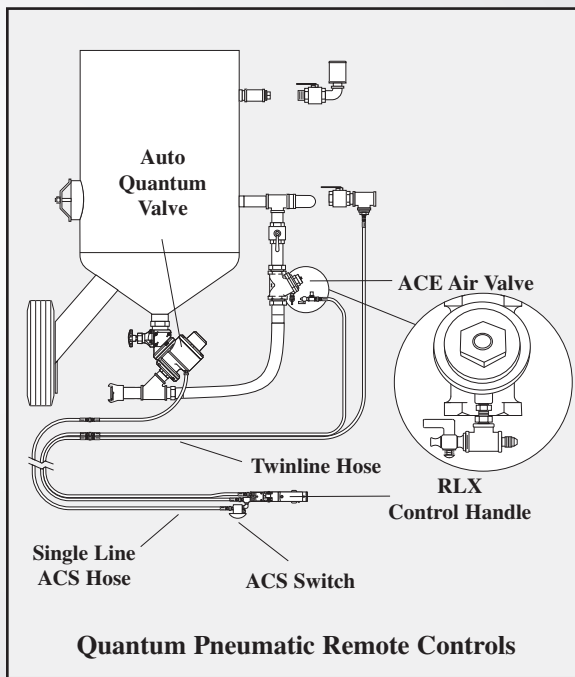 Auto
Quantum
Valve
ACE Air Valve
Twinline Hose
RLX
Control Handle
Single Line
ACS Hose
ACS Switch
Quantum Pneumatic Remote Controls